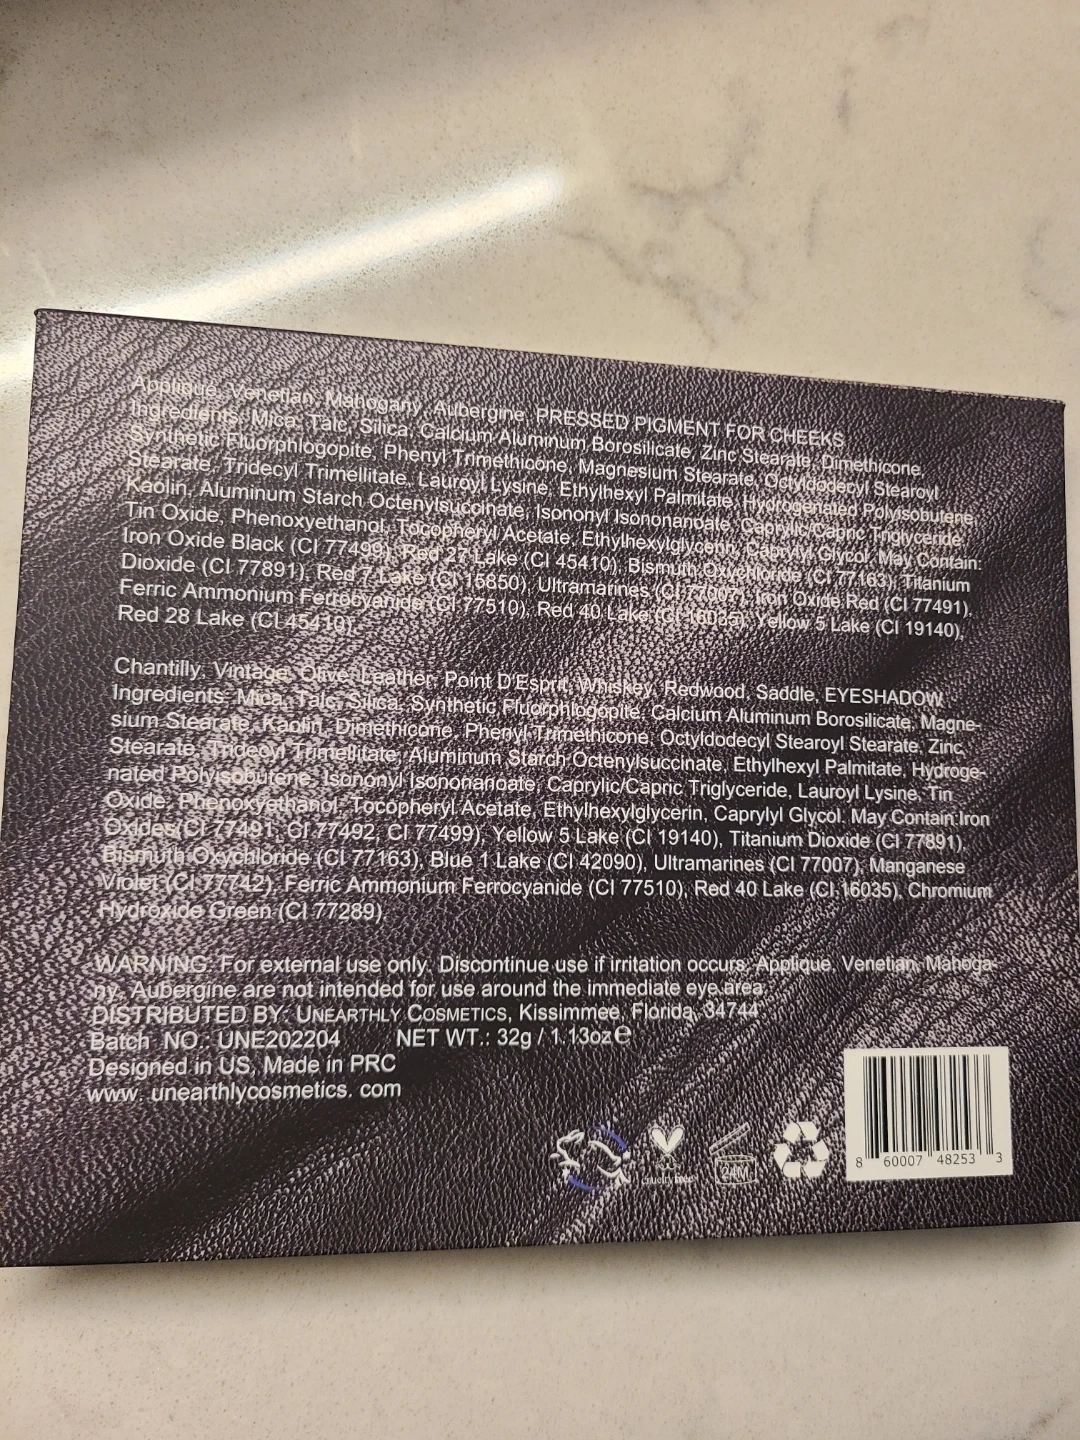 Applique, Venetian, Mahogany, Aubergine, PRESSED PIGMENT FOR CHEEKS
Ingredients: Mica, Talc, Silica, Calcium Aluminum Borosilicate, Zinc Stearate, Dimethicone,
Synthetic Fluorphlogopite, Phenyl Trimethicone, Magnesium Stearate, Octyldodecyl Stearoyl
Stearate, Tridecyl Trimellitate, Lauroyl Lysine, Ethylhexyl Palmitate, Hydrogenated Polyisobutene,
Kaolin, Aluminum Starch Octenylsuccinate, Isononyl Isononanoate, Caprylic/Capric Triglyceride,
Tin Oxide, Phenoxyethanol, Tocopheryl Acetate, Ethylhexylglycerin, Caprylyl Glycol. May Contain:
Iron Oxide Black (CI 77499), Red 27 Lake (CI 45410), Bismuth Oxychloride (CI 77163), Titanium
Dioxide (CI 77891), Red 7 Lake (CI 15850), Ultramarines (CI 77007), Iron Oxide Red (CI 77491),
Ferric Ammonium Ferrocyanide (CI 77510), Red 40 Lake (CI 16035), Yellow 5 Lake (CI 19140),
Red 28 Lake (CI 45410).
Chantilly, Vintage, Olive, Leather, Point D'Esprit, Whiskey, Redwood, Saddle, EYESHADOW
Ingredients: Mica, Talc, Silica, Synthetic Fluorphlogopite, Calcium Aluminum Borosilicate, Magne-
sium Stearate, Kaolin, Dimethicone, Phenyl Trimethicone, Octyldodecyl Stearoyl Stearate, Zinc
Stearate, Tridecyl Trimellitate, Aluminum Starch Octenylsuccinate, Ethylhexyl Palmitate, Hydroge-
nated Polyisobutene, Isononyl Isononanoate, Caprylic/Capric Triglyceride, Lauroyl Lysine, Tin
Oxide, Phenoxyethanol, Tocopheryl Acetate, Ethylhexylglycerin, Caprylyl Glycol. May Contain:Iron
Oxides(CI 77491, CI 77492, CI 77499), Yellow 5 Lake (CI 19140), Titanium Dioxide (CI 77891),
Bismuth Oxychloride (CI 77163), Blue 1 Lake (CI 42090), Ultramarines (CI 77007), Manganese
Violet (CI 77742), Ferric Ammonium Ferrocyanide (CI 77510), Red 40 Lake (CI 16035), Chromium
Hydroxide Green (CI 77289).
WARNING: For external use only. Discontinue use if irritation occurs. Applique, Venetian, Mahoga-
ny, Aubergine are not intended for use around the immediate eye area.
DISTRIBUTED BY: UNEARTHLY COSMETICS, Kissimmee, Florida, 34744
Batch NO.: UNE202204 NET WT.: 32g / 1.13oz℮
Designed in US, Made in PRC
www. unearthlycosmetics. com
cruelty free
24M
8 60007 48253 3